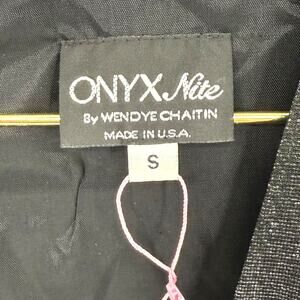 ONYX Nite
By WENDYE CHAITIN
MADE IN U.S.A.
S